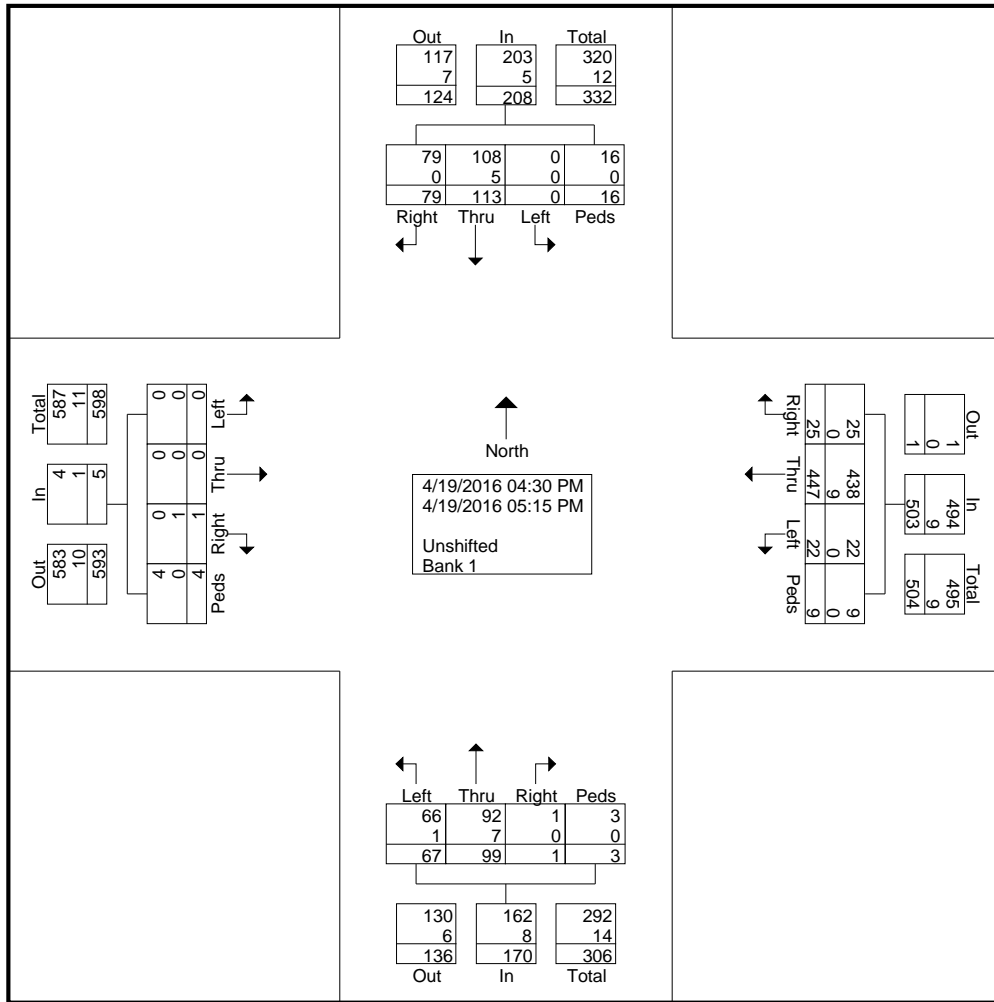 Out In Total
117 203 320
7 5 12
124 208 332
79 108 0 16
0 5 0 0
79 113 0 16
Right Thru Left Peds
Total
587 11 598
In
4 1 5
Out
583 10 593
Left
0 0 0
Thru
0 0 0
Right
0 1 1
Peds
4 0 4
North
4/19/2016 04:30 PM
4/19/2016 05:15 PM
Unshifted
Bank 1
Right
25 0 25
Thru
438 9 447
Left
22 0 22
Peds
9 0 9
Out
1 0 1
In
494 9 503
Total
495 9 504
Left Thru Right Peds
66 92 1 3
1 7 0 0
67 99 1 3
130 162 292
6 8 14
136 170 306
Out In Total